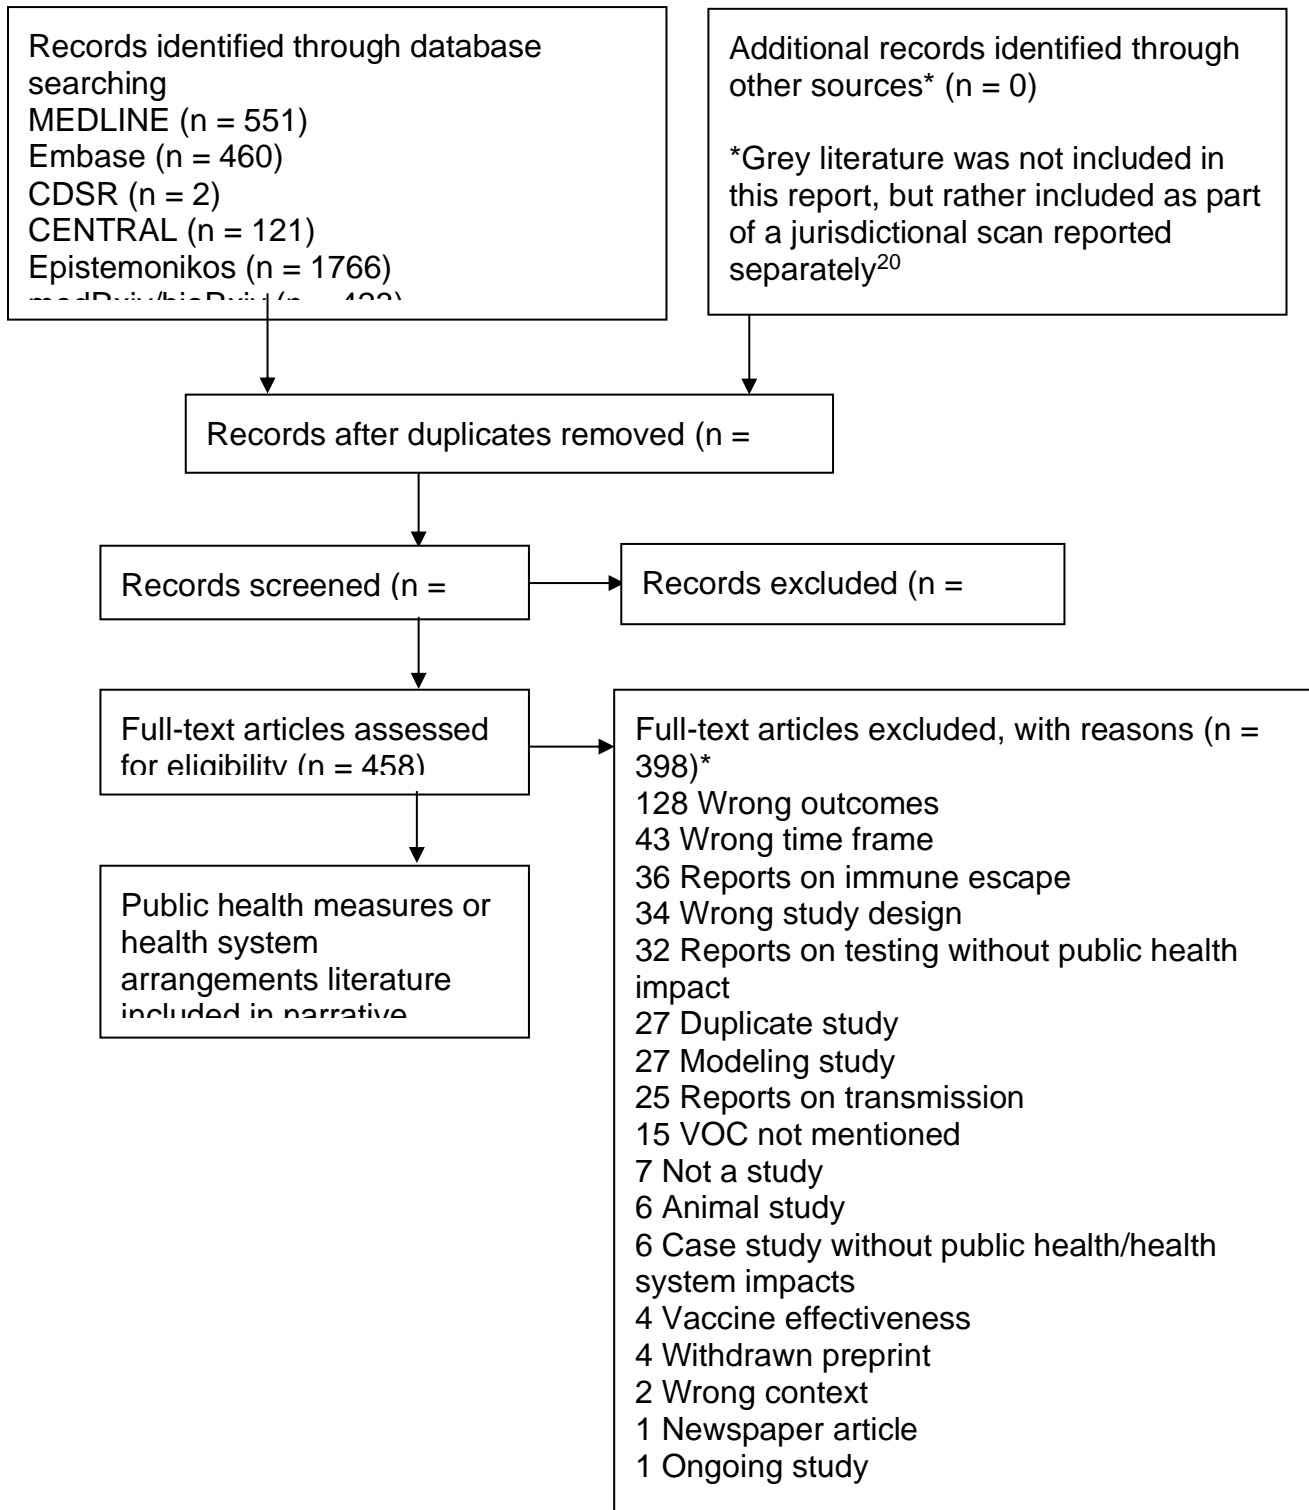 Records identified through database
searching
MEDLINE (n = 551)
Embase (n = 460)
CDSR (n = 2)
CENTRAL (n = 121)
Epistemonikos (n = 1766)
medRxiv/bioRxiv (n = 423)
Additional records identified through
other sources* (n = 0)
*Grey literature was not included in
this report, but rather included as part
of a jurisdictional scan reported
separately20
Records after duplicates removed (n =
Records screened (n =
Records excluded (n =
Full-text articles assessed
for eligibility (n = 458)
Full-text articles excluded, with reasons (n =
398)*
128 Wrong outcomes
43 Wrong time frame
36 Reports on immune escape
34 Wrong study design
32 Reports on testing without public health
impact
27 Duplicate study
27 Modeling study
25 Reports on transmission
15 VOC not mentioned
7 Not a study
6 Animal study
6 Case study without public health/health
system impacts
4 Vaccine effectiveness
4 Withdrawn preprint
2 Wrong context
1 Newspaper article
1 Ongoing study
Public health measures or
health system
arrangements literature
included in narrative